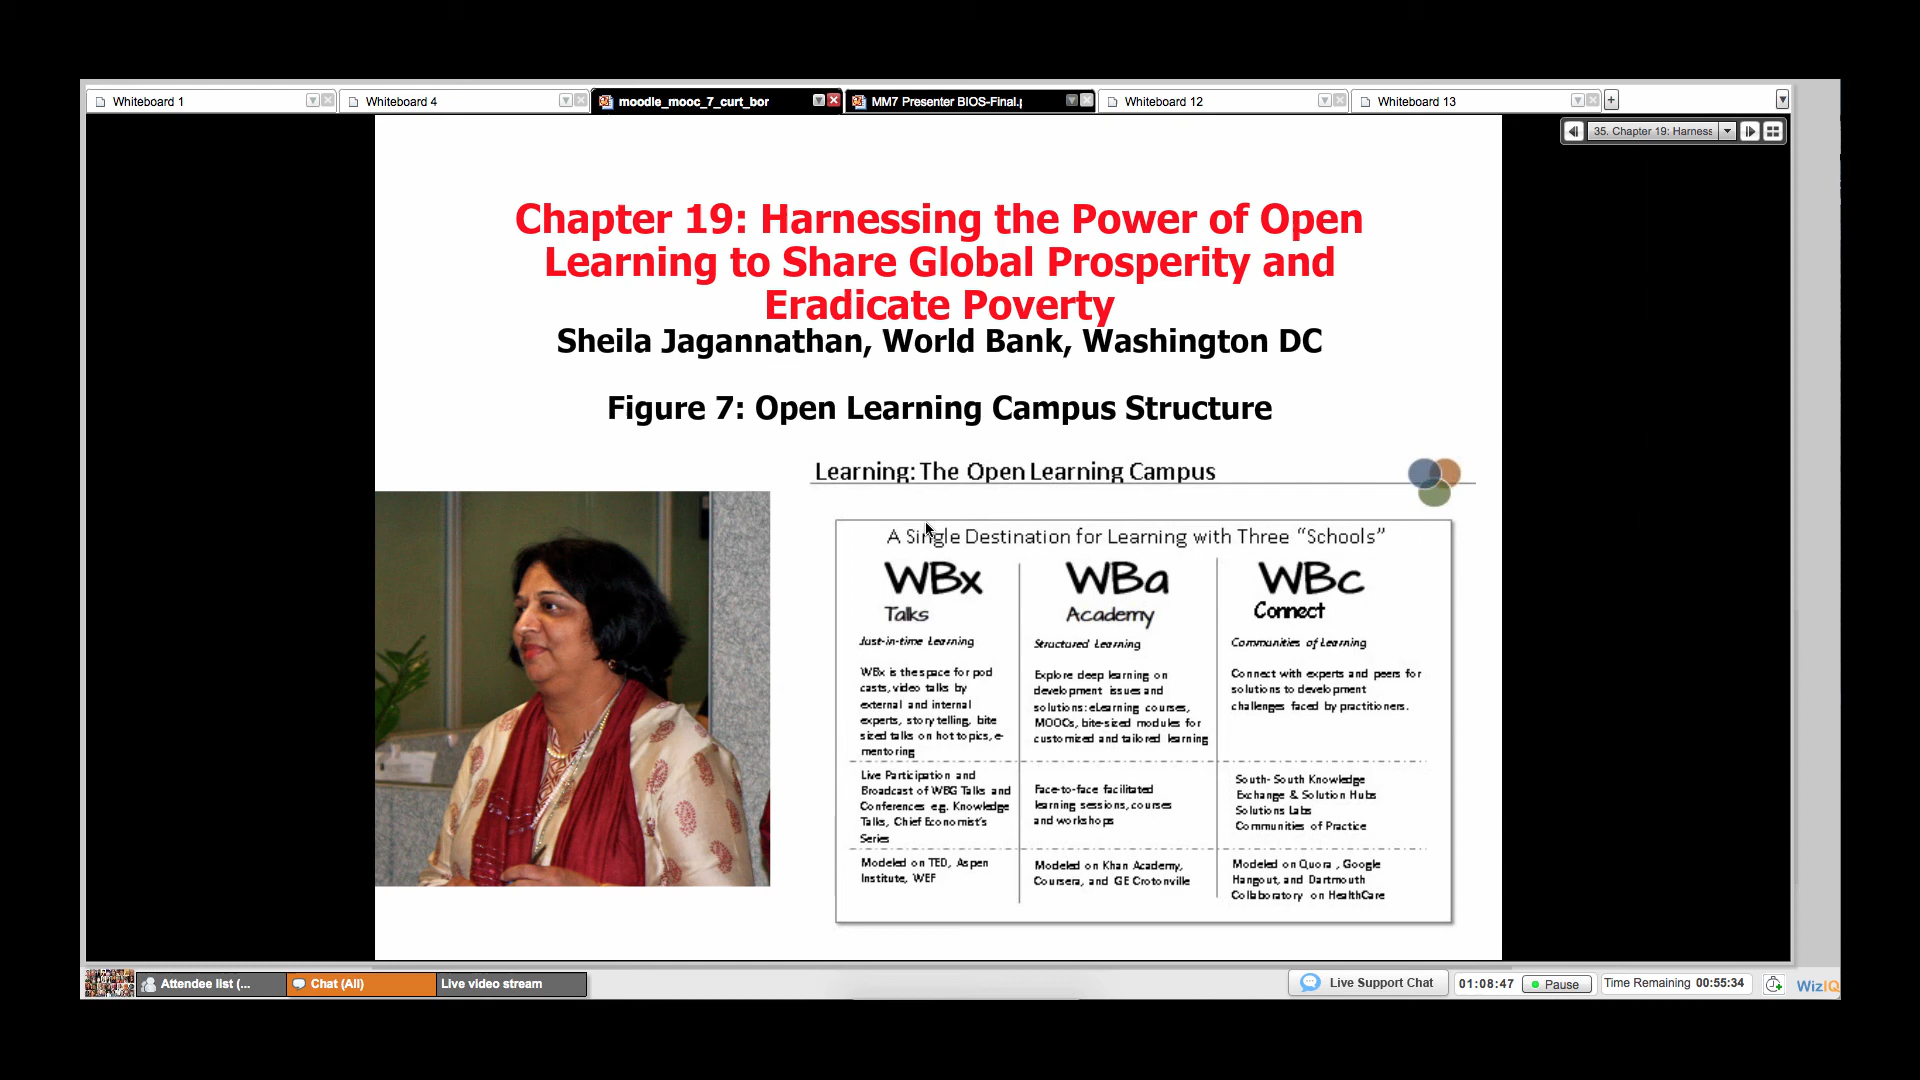 Whiteboard 1
Whiteboard 4
moodle_mooc_7_curt_bor
MM7 Presenter BIOS-Final.p
Whiteboard 12
Whiteboard 13
35. Chapter 19: Harness
Chapter 19: Harnessing the Power of Open
Learning to Share Global Prosperity and
Eradicate Poverty
Sheila Jagannathan, World Bank, Washington DC
Figure 7: Open Learning Campus Structure
Learning: The Open Learning Campus
A Single Destination for Learning with Three “Schools”
WBx
Talks
Just-in-time Learning
WBx is the space for pod
casts, video talks by
external and internal
experts, story telling, bite
sized talks on hot topics, e-
mentoring
Live Participation and
Broadcast of WBG Talks and
Conferences e.g. Knowledge
Talks, Chief Economist's
Series
Modeled on TED, Aspen
Institute, WEF
WBa
Academy
Structured Learning
Explore deep learning on
development issues and
solutions: eLearning courses,
MOOCs, bite-sized modules for
customized and tailored learning
Face-to-face facilitated
learning sessions, courses
and workshops
Modeled on Khan Academy,
Coursera, and GE Crotonville
WBc
Connect
Communities of Learning
Connect with experts and peers for
solutions to development
challenges faced by practitioners.
South- South Knowledge
Exchange & Solution Hubs
Solutions Labs
Communities of Practice
Modeled on Quora , Google
Hangout, and Dartmouth
Collaboratory on HealthCare
Attendee list (...
Chat (All)
Live video stream
Live Support Chat
01:08:47
Pause
Time Remaining 00:55:34
WizIQ